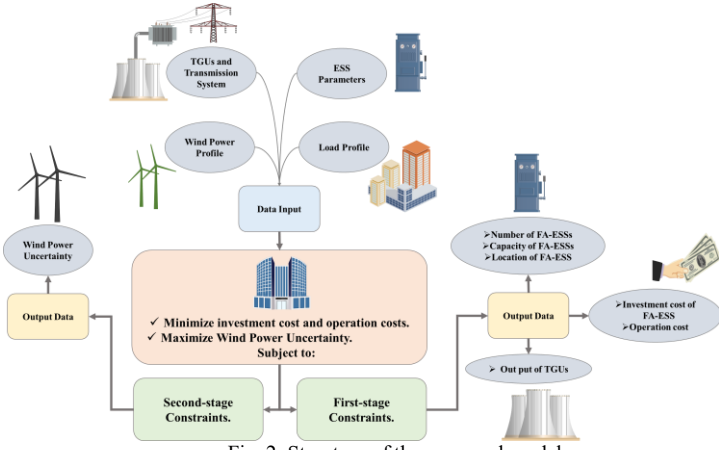 TGUs and
Transmission
System
ESS
Parameters
Wind Power
Profile
Load Profile
Data Input
Wind Power
Uncertainty
Output Data
✓ Minimize investment cost and operation costs.
✓ Maximize Wind Power Uncertainty.
Subject to:
Second-stage
Constraints.
First-stage
Constraints.
➢Number of FA-ESSs
➢Capacity of FA-ESSs
➢Location of FA-ESS
Output Data
➢Investment cost of
FA-ESS
➢Operation cost
➢ Out put of TGUs